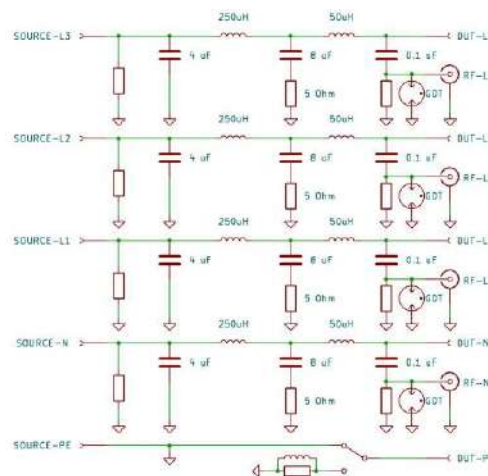 250uH 50uH
SOURCE-L3 DUT-L
4 uF 8 uF 0.1 uF
RF-L
5 Ohm GDT
250uH 50uH
SOURCE-L2 DUT-L
4 uF 8 uF 0.1 uF
RF-L
5 Ohm GDT
250uH 50uH
SOURCE-L1 DUT-L
4 uF 8 uF 0.1 uF
RF-L
5 Ohm GDT
250uH 50uH
SOURCE-N DUT-N
4 uF 8 uF 0.1 uF
RF-N
5 Ohm GDT
SOURCE-PE DUT-P